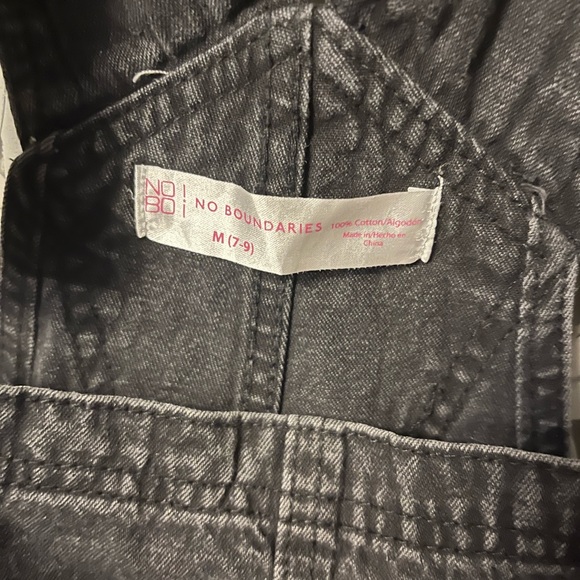 NO
BO
NO BOUNDARIES
M (7-9)
100% Cotton/Algodón
Made in/Hecho en
China